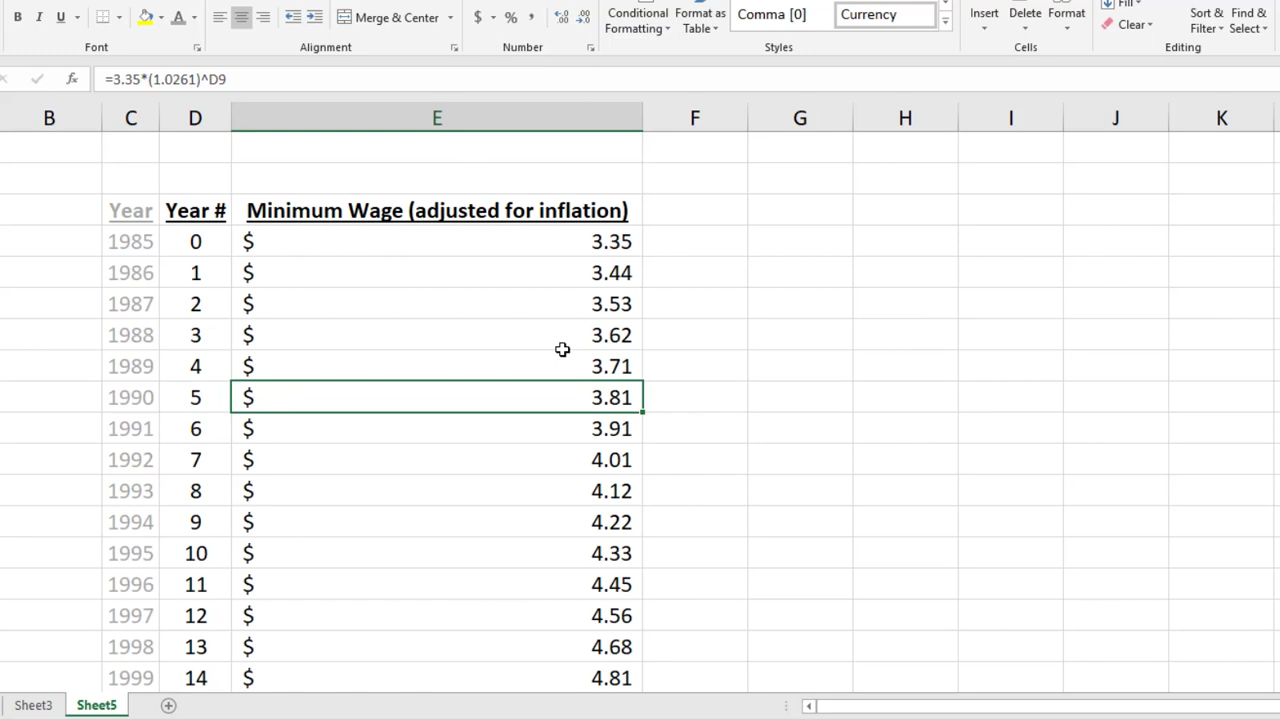 B I U A Merge & Center $ % , Conditional Formatting Format as Table Comma [0] Currency Insert Delete Format Fill Clear Sort & Filter Find & Select
Font Alignment Number Styles Cells Editing
fx =3.35*(1.0261)^D9
B C D E F G H I J K
Year Year # Minimum Wage (adjusted for inflation)
1985 0 $ 3.35
1986 1 $ 3.44
1987 2 $ 3.53
1988 3 $ 3.62
1989 4 $ 3.71
1990 5 $ 3.81
1991 6 $ 3.91
1992 7 $ 4.01
1993 8 $ 4.12
1994 9 $ 4.22
1995 10 $ 4.33
1996 11 $ 4.45
1997 12 $ 4.56
1998 13 $ 4.68
1999 14 $ 4.81
Sheet3 Sheet5